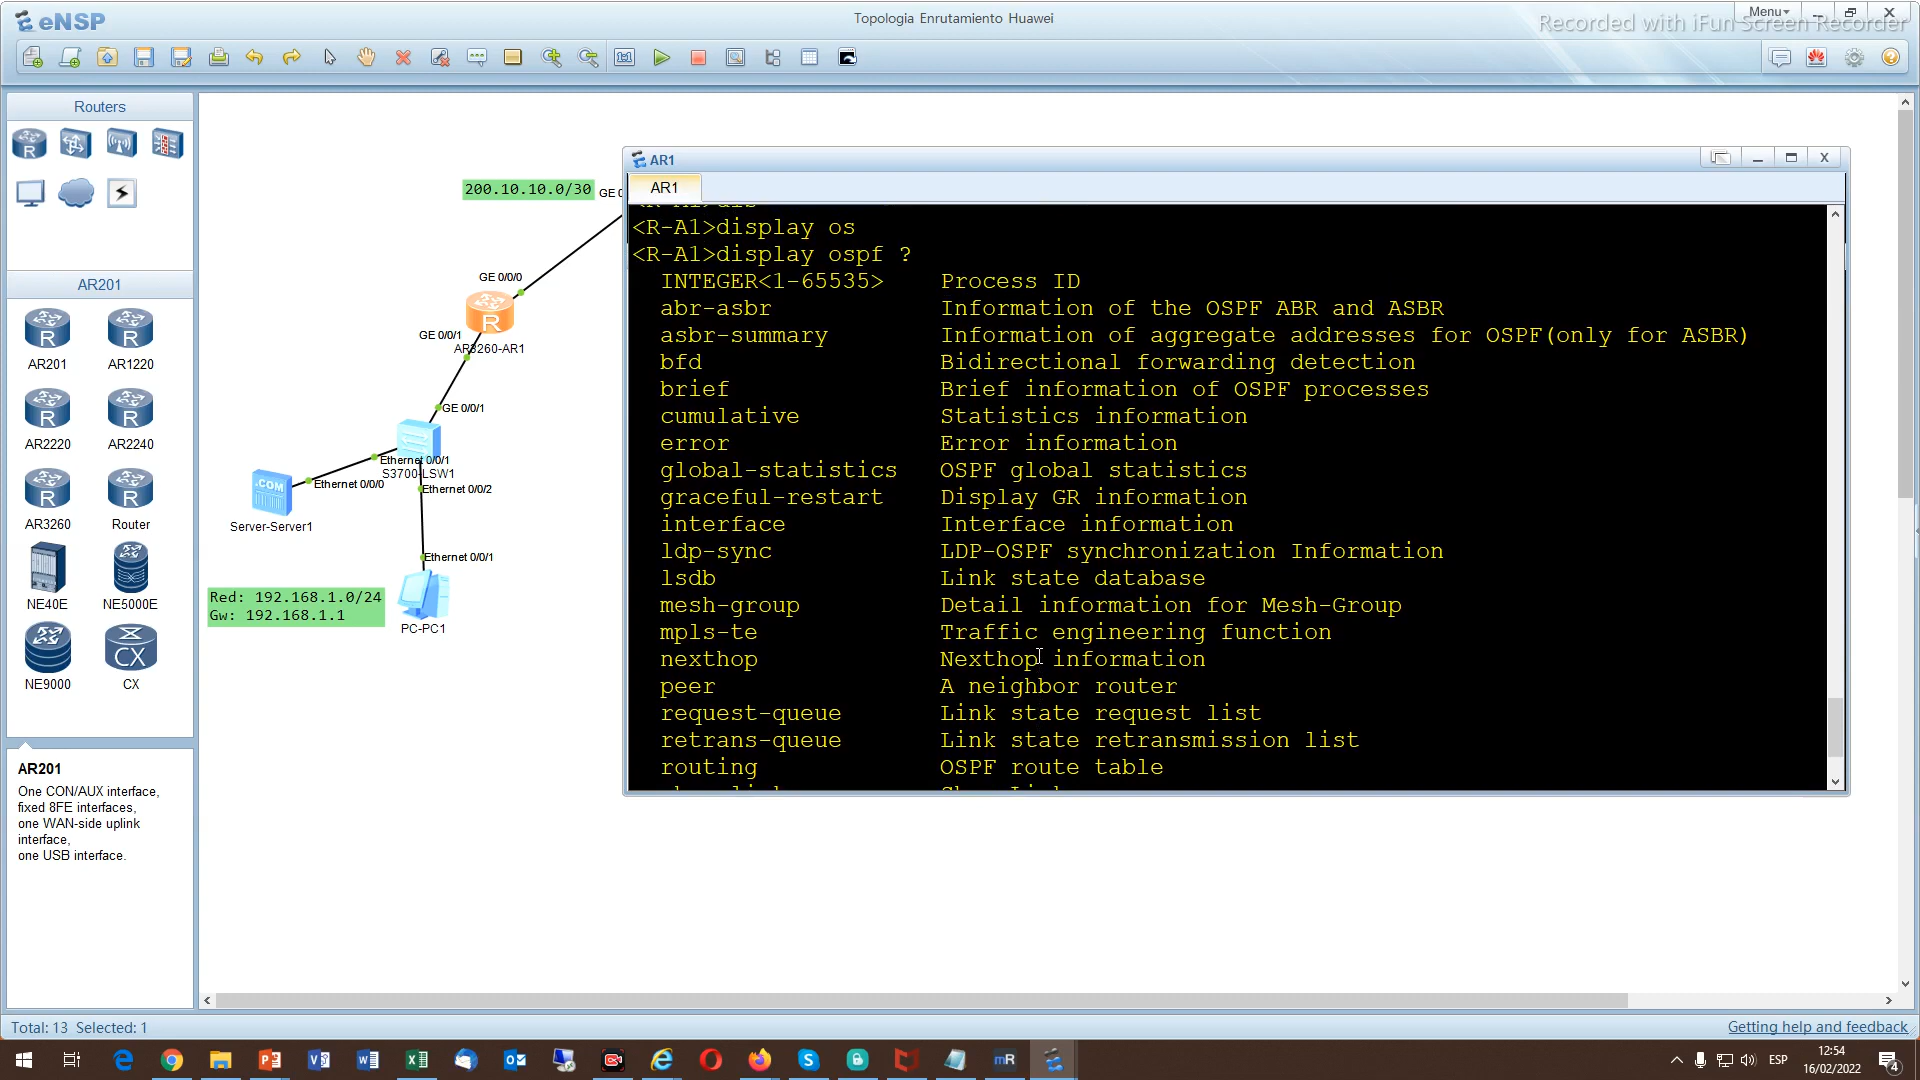 eNSP
Topologia Enrutamiento Huawei
Menu
Recorded with iFun Screen Recorder
Routers
AR201
AR201
AR1220
AR2220
AR2240
AR3260
Router
NE40E
NE5000E
NE9000
CX
AR201
One CON/AUX interface,
fixed 8FE interfaces,
one WAN-side uplink
interface,
one USB interface.
200.10.10.0/30
GE 0
GE 0/0/0
GE 0/0/1
AR3260-AR1
GE 0/0/1
Ethernet 0/0/1
S3700-LSW1
Ethernet 0/0/0
Ethernet 0/0/2
Server-Server1
Ethernet 0/0/1
Red: 192.168.1.0/24
Gw: 192.168.1.1
PC-PC1
AR1
AR1
<R-A1>dis
<R-A1>display os
<R-A1>display ospf ?
INTEGER<1-65535> Process ID
abr-asbr Information of the OSPF ABR and ASBR
asbr-summary Information of aggregate addresses for OSPF(only for ASBR)
bfd Bidirectional forwarding detection
brief Brief information of OSPF processes
cumulative Statistics information
error Error information
global-statistics OSPF global statistics
graceful-restart Display GR information
interface Interface information
ldp-sync LDP-OSPF synchronization Information
lsdb Link state database
mesh-group Detail information for Mesh-Group
mpls-te Traffic engineering function
nexthop Nexthop information
peer A neighbor router
request-queue Link state request list
retrans-queue Link state retransmission list
routing OSPF route table
Total: 13 Selected: 1
Getting help and feedback
ESP
12:54
16/02/2022
4